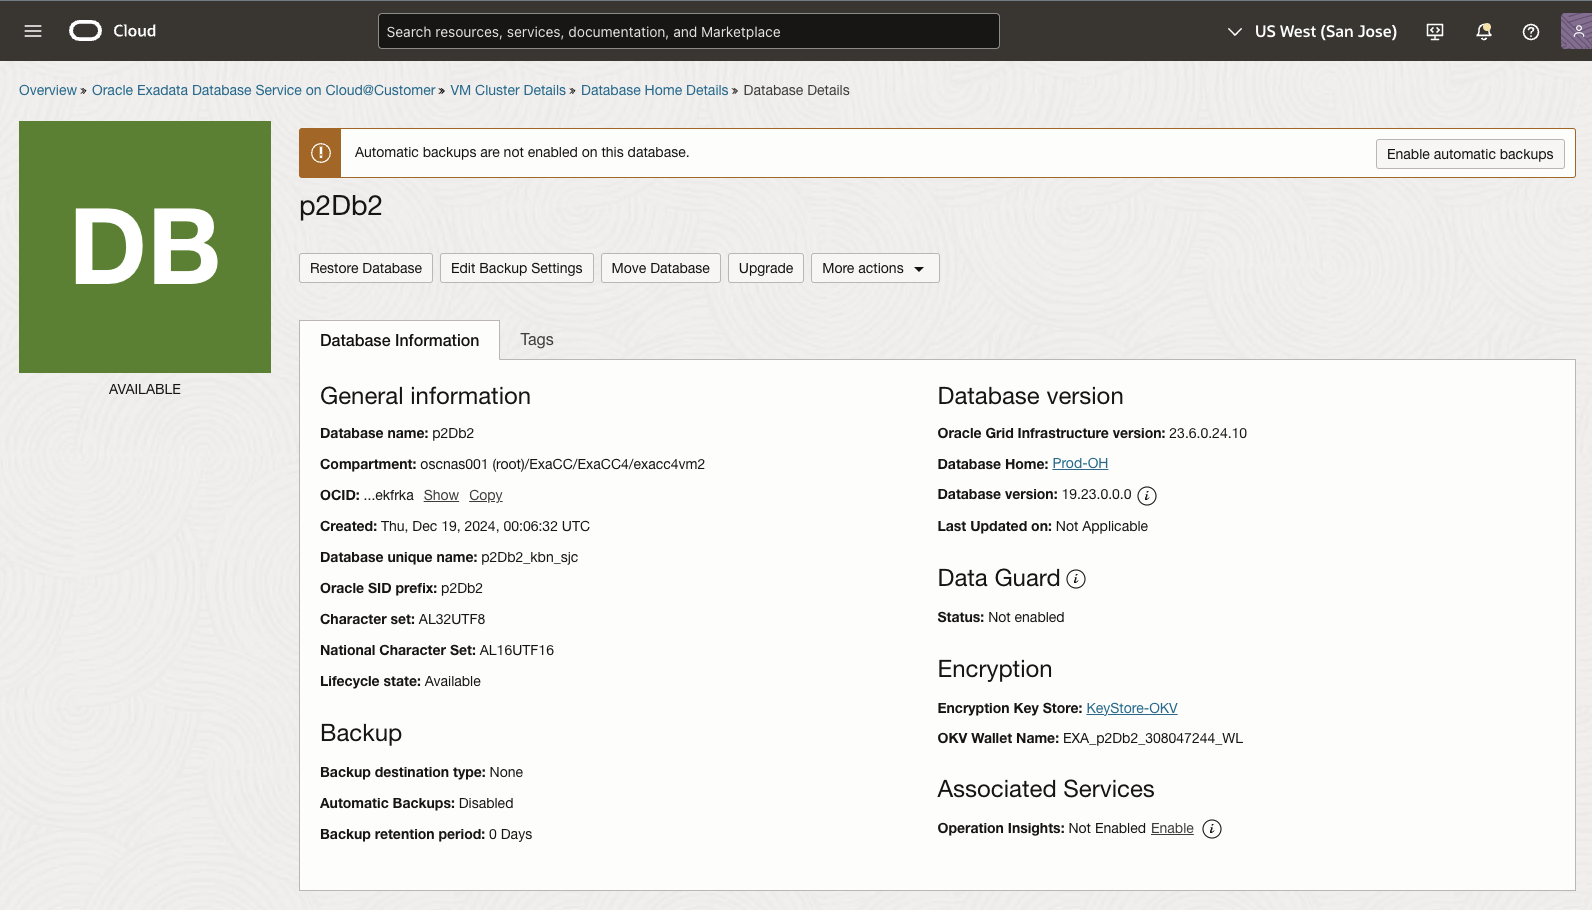 Cloud
Search resources, services, documentation, and Marketplace
US West (San Jose)
Overview » Oracle Exadata Database Service on Cloud@Customer » VM Cluster Details » Database Home Details » Database Details
DB
AVAILABLE
Automatic backups are not enabled on this database.
Enable automatic backups
p2Db2
Restore Database
Edit Backup Settings
Move Database
Upgrade
More actions
Database Information
Tags
General information
Database name: p2Db2
Compartment: oscnas001 (root)/ExaCC/ExaCC4/exacc4vm2
OCID: ...ekfrka Show Copy
Created: Thu, Dec 19, 2024, 00:06:32 UTC
Database unique name: p2Db2_kbn_sjc
Oracle SID prefix: p2Db2
Character set: AL32UTF8
National Character Set: AL16UTF16
Lifecycle state: Available
Backup
Backup destination type: None
Automatic Backups: Disabled
Backup retention period: 0 Days
Database version
Oracle Grid Infrastructure version: 23.6.0.24.10
Database Home: Prod-OH
Database version: 19.23.0.0.0
Last Updated on: Not Applicable
Data Guard
Status: Not enabled
Encryption
Encryption Key Store: KeyStore-OKV
OKV Wallet Name: EXA_p2Db2_308047244_WL
Associated Services
Operation Insights: Not Enabled Enable